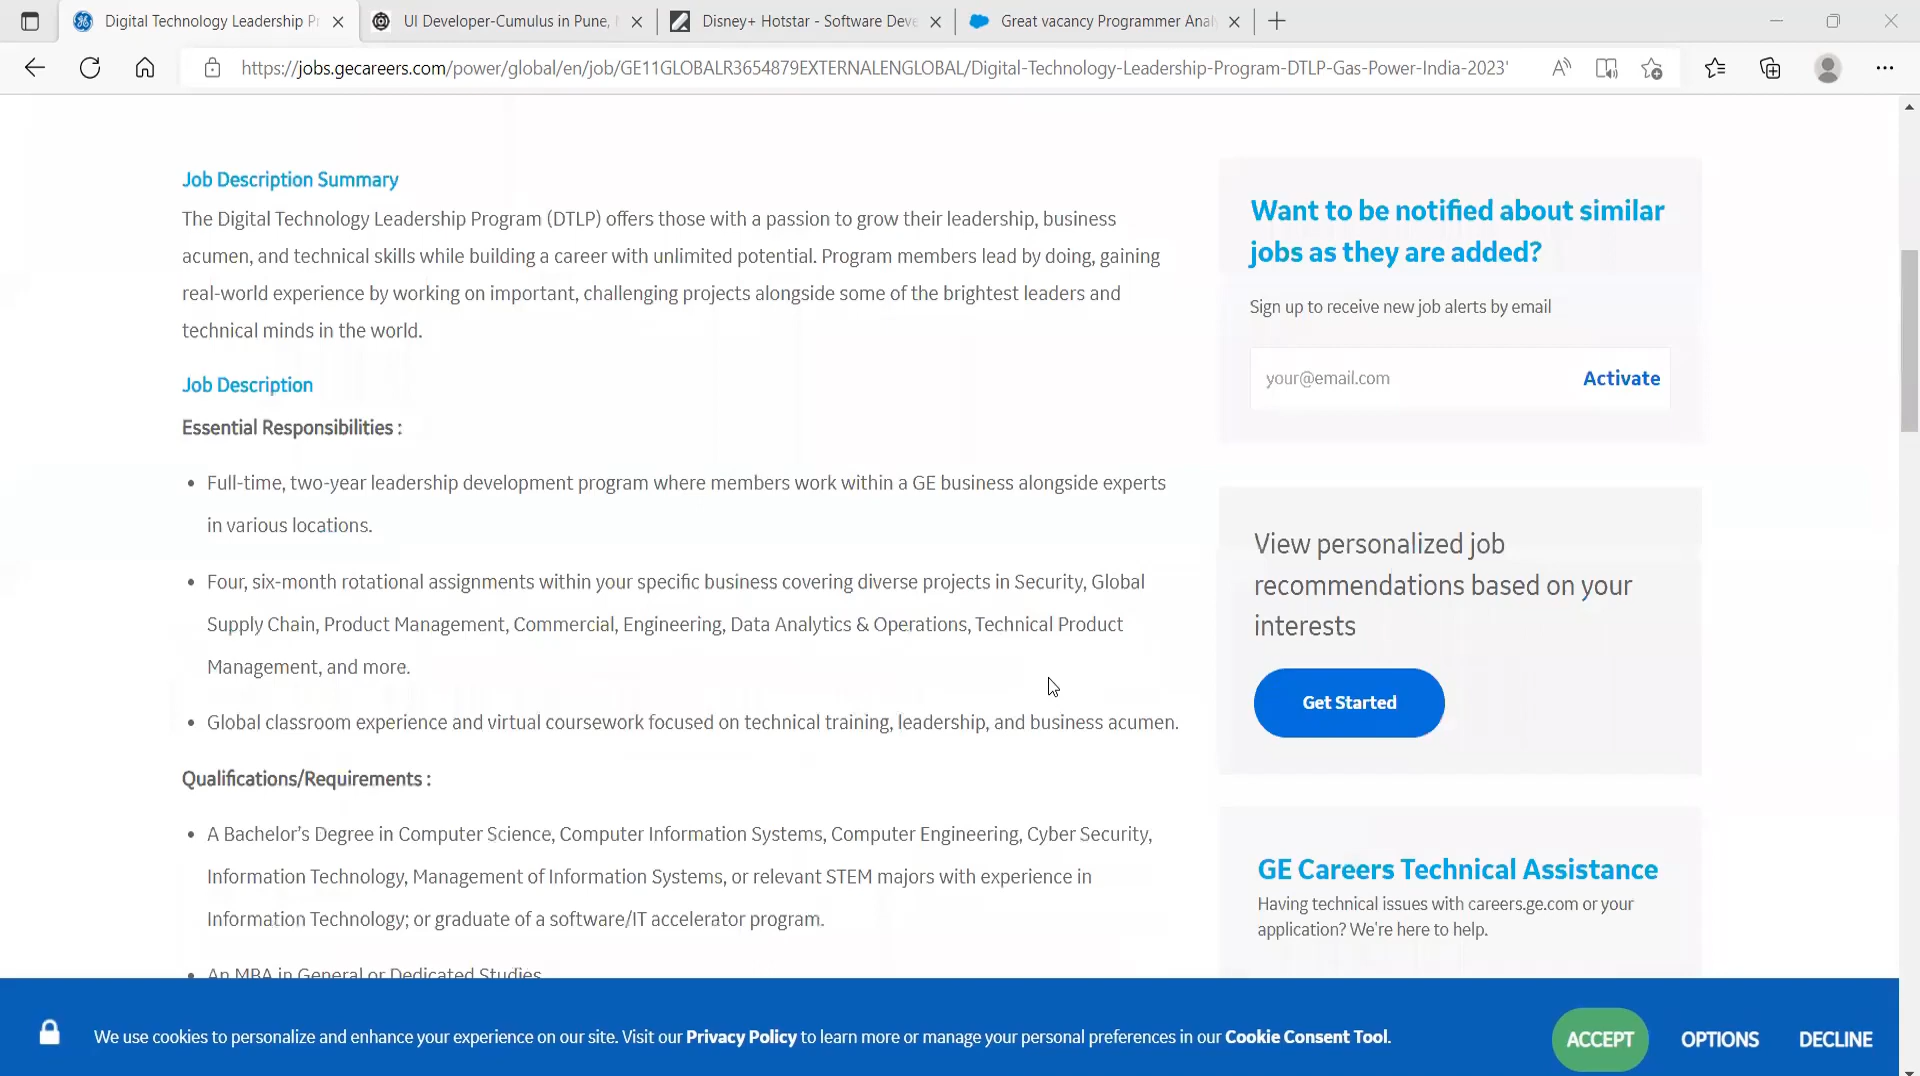 Digital Technology Leadership Pr
UI Developer-Cumulus in Pune,
Disney+ Hotstar - Software Deve
Great vacancy Programmer Anal
https://jobs.gecareers.com/power/global/en/job/GE11GLOBALR3654879EXTERNALENGLOBAL/Digital-Technology-Leadership-Program-DTLP-Gas-Power-India-2023'
Job Description Summary
The Digital Technology Leadership Program (DTLP) offers those with a passion to grow their leadership, business
acumen, and technical skills while building a career with unlimited potential. Program members lead by doing, gaining
real-world experience by working on important, challenging projects alongside some of the brightest leaders and
technical minds in the world.
Job Description
Essential Responsibilities :
• Full-time, two-year leadership development program where members work within a GE business alongside experts
in various locations.
• Four, six-month rotational assignments within your specific business covering diverse projects in Security, Global
Supply Chain, Product Management, Commercial, Engineering, Data Analytics & Operations, Technical Product
Management, and more.
• Global classroom experience and virtual coursework focused on technical training, leadership, and business acumen.
Qualifications/Requirements :
• A Bachelor's Degree in Computer Science, Computer Information Systems, Computer Engineering, Cyber Security,
Information Technology, Management of Information Systems, or relevant STEM majors with experience in
Information Technology; or graduate of a software/IT accelerator program.
• An MBA in General or Dedicated Studies
Want to be notified about similar
jobs as they are added?
Sign up to receive new job alerts by email
your@email.com
Activate
View personalized job
recommendations based on your
interests
Get Started
GE Careers Technical Assistance
Having technical issues with careers.ge.com or your
application? We're here to help.
We use cookies to personalize and enhance your experience on our site. Visit our Privacy Policy to learn more or manage your personal preferences in our Cookie Consent Tool.
ACCEPT
OPTIONS
DECLINE